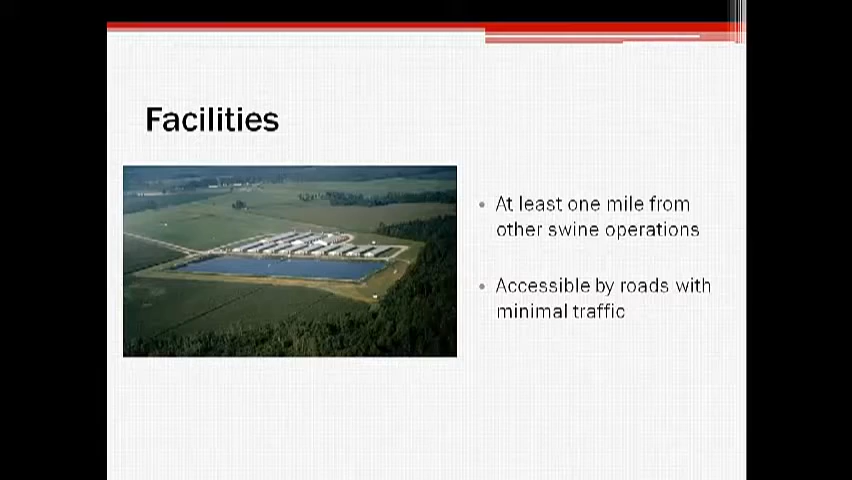 Facilities
At least one mile from
other swine operations
Accessible by roads with
minimal traffic